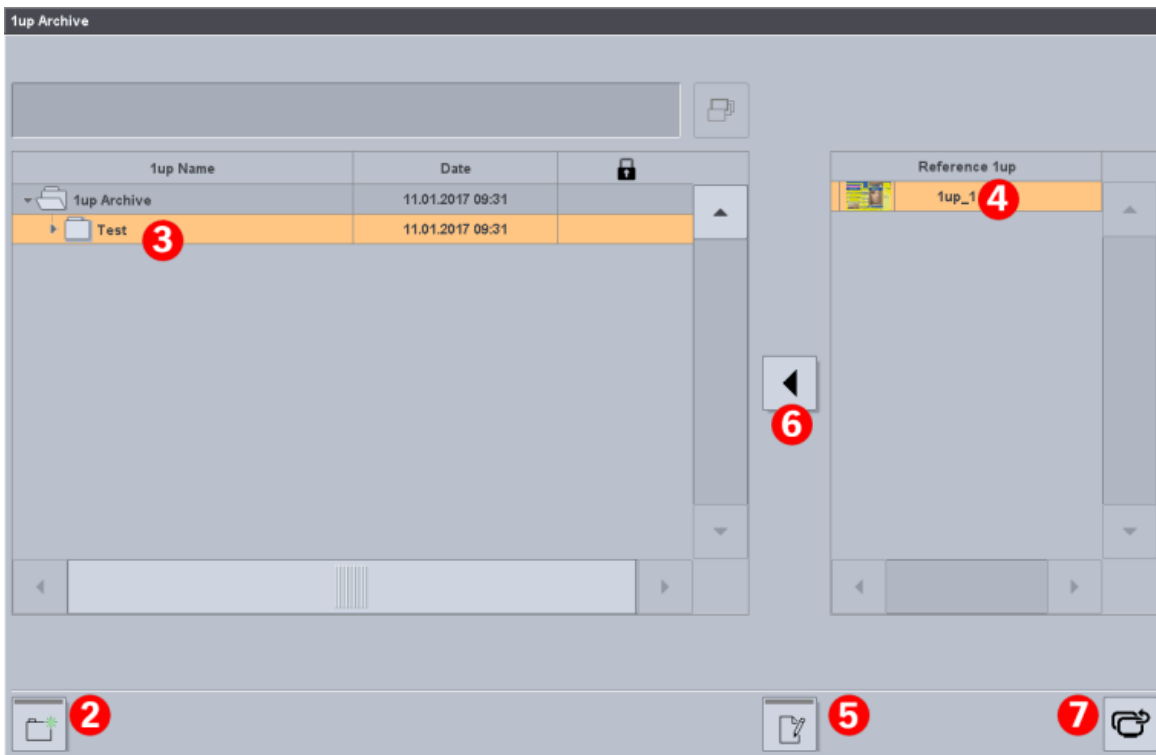 1up Archive
1up Name Date Reference 1up
1up Archive 11.01.2017 09:31 1up_1 4
Test 3 11.01.2017 09:31
6
2 5 7